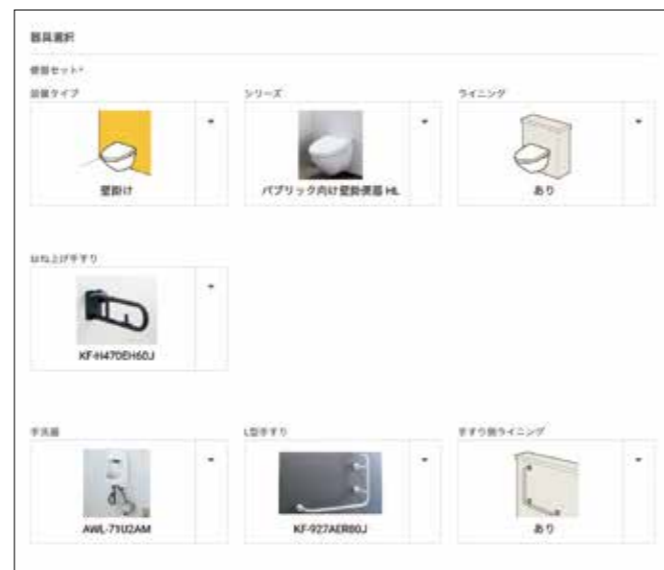 器具選択
便器セット*
設置タイプ
シリーズ
ライニング
壁掛け
パブリック向け壁掛便器 HL
あり
はね上げ手すり
KF-H470EH60J
手洗器
L型手すり
手すり側ライニング
AWL-71U2AM
KF-927AER80J
あり